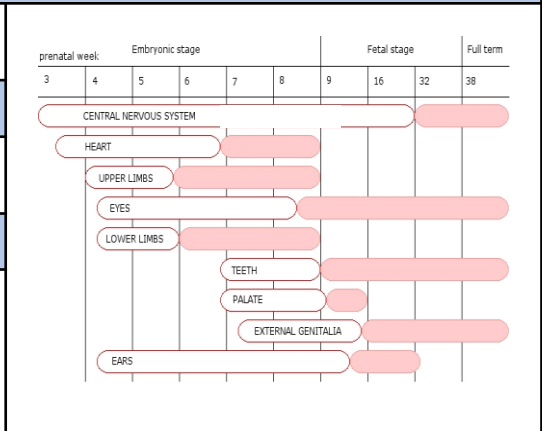 prenatal week Embryonic stage Fetal stage Full term
3 4 5 6 7 8 9 16 32 38
CENTRAL NERVOUS SYSTEM
HEART
UPPER LIMBS
EYES
LOWER LIMBS
TEETH
PALATE
EXTERNAL GENITALIA
EARS